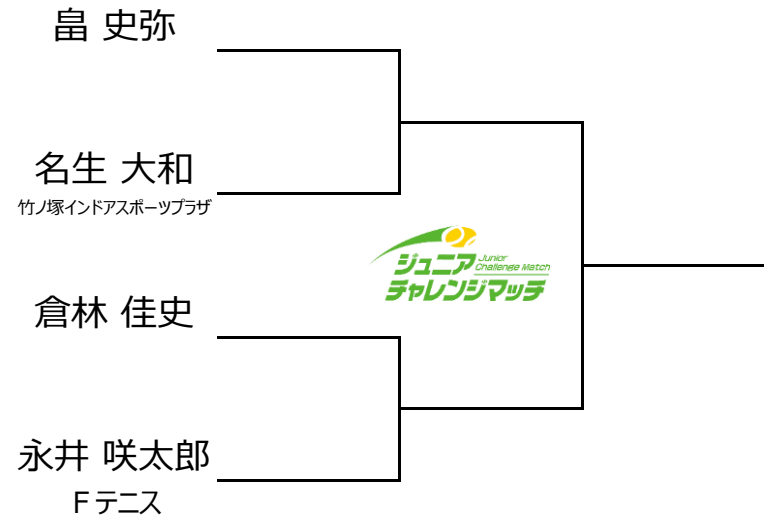 畠 史弥
名生 大和
竹ノ塚インドアスポーツプラザ
ジュニア Junior
Challenge Match
チャレンジマッチ
倉林 佳史
永井 咲太郎
Ｆテニス